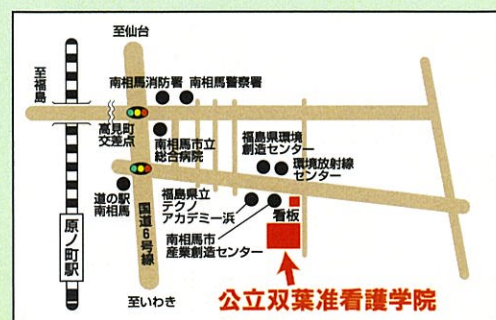 至仙台
至福島
南相馬消防署
南相馬警察署
高見町
交差点
南相馬市立
総合病院
福島県環境
創造センター
環境放射線
センター
道の駅
南相馬
国道6号線
福島県立
テクノ
アカデミー浜
看板
南相馬市
産業創造センター
原ノ町駅
至いわき
公立双葉准看護学院